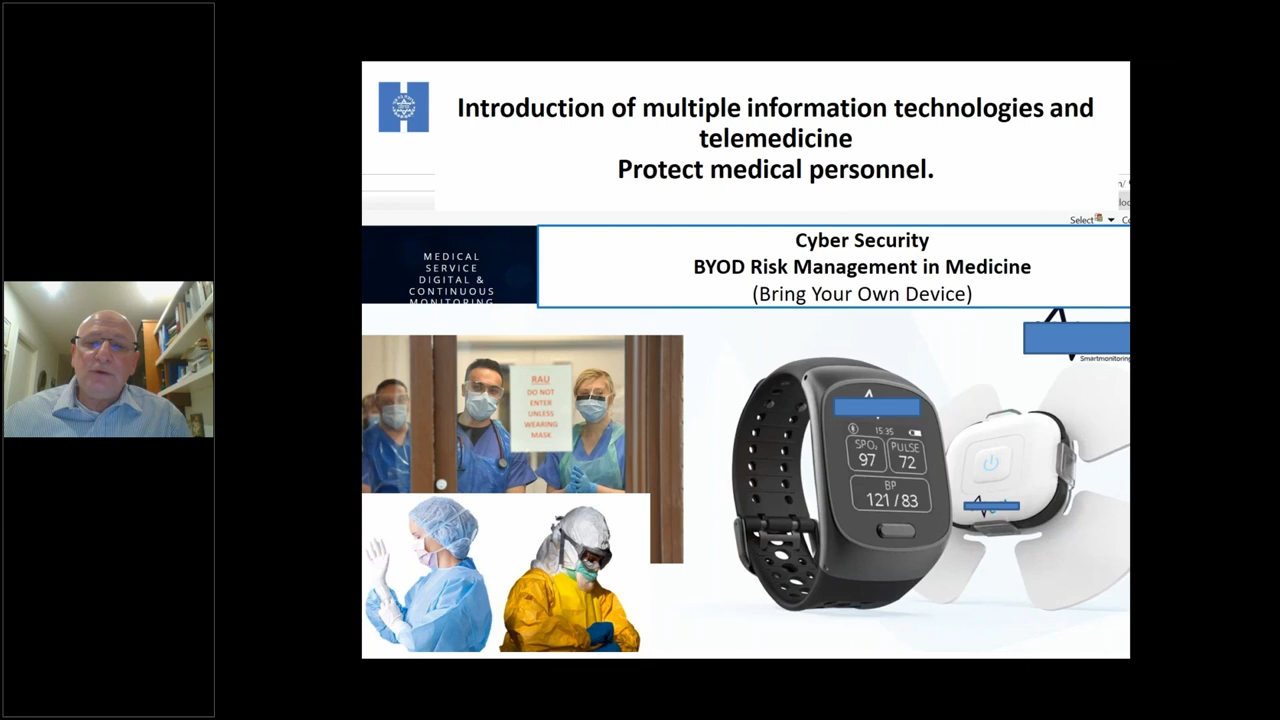 Introduction of multiple information technologies and
telemedicine
Protect medical personnel.
Select
Cyber Security
BYOD Risk Management in Medicine
(Bring Your Own Device)
MEDICAL
SERVICE
DIGITAL &
CONTINUOUS
MONITORING
Smartmonitoring
RAU
DO NOT
ENTER
UNLESS
WEARING
MASK
15:35
SPO₂ PULSE
97 72
BP
121 / 83